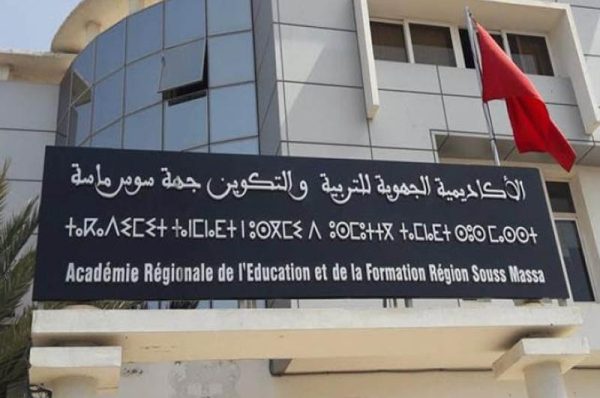 الأكاديمية الجهوية للتربية والتكوين جهة سوس ماسة
ⵜⴰⴽⴰⴷⵉⵎⵉⵜ ⵜⴰⵏⵎⵏⴰⴹⵜ ⵏ ⵓⵙⴳⵎⵉ ⴷ ⵓⵙⵎⵓⵜⵜⴳ ⵜⴰⵎⵏⴰⴹⵜ ⵙⵓⵙ ⵎⴰⵙⵙⵜ
Académie Régionale de l'Education et de la Formation Région Souss Massa